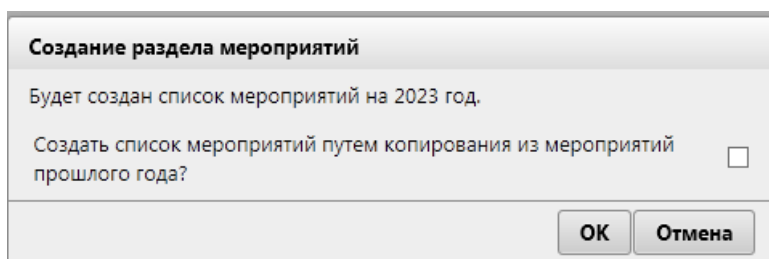 Создание раздела мероприятий
Будет создан список мероприятий на 2023 год.
Создать список мероприятий путем копирования из мероприятий
прошлого года?
ОК Отмена